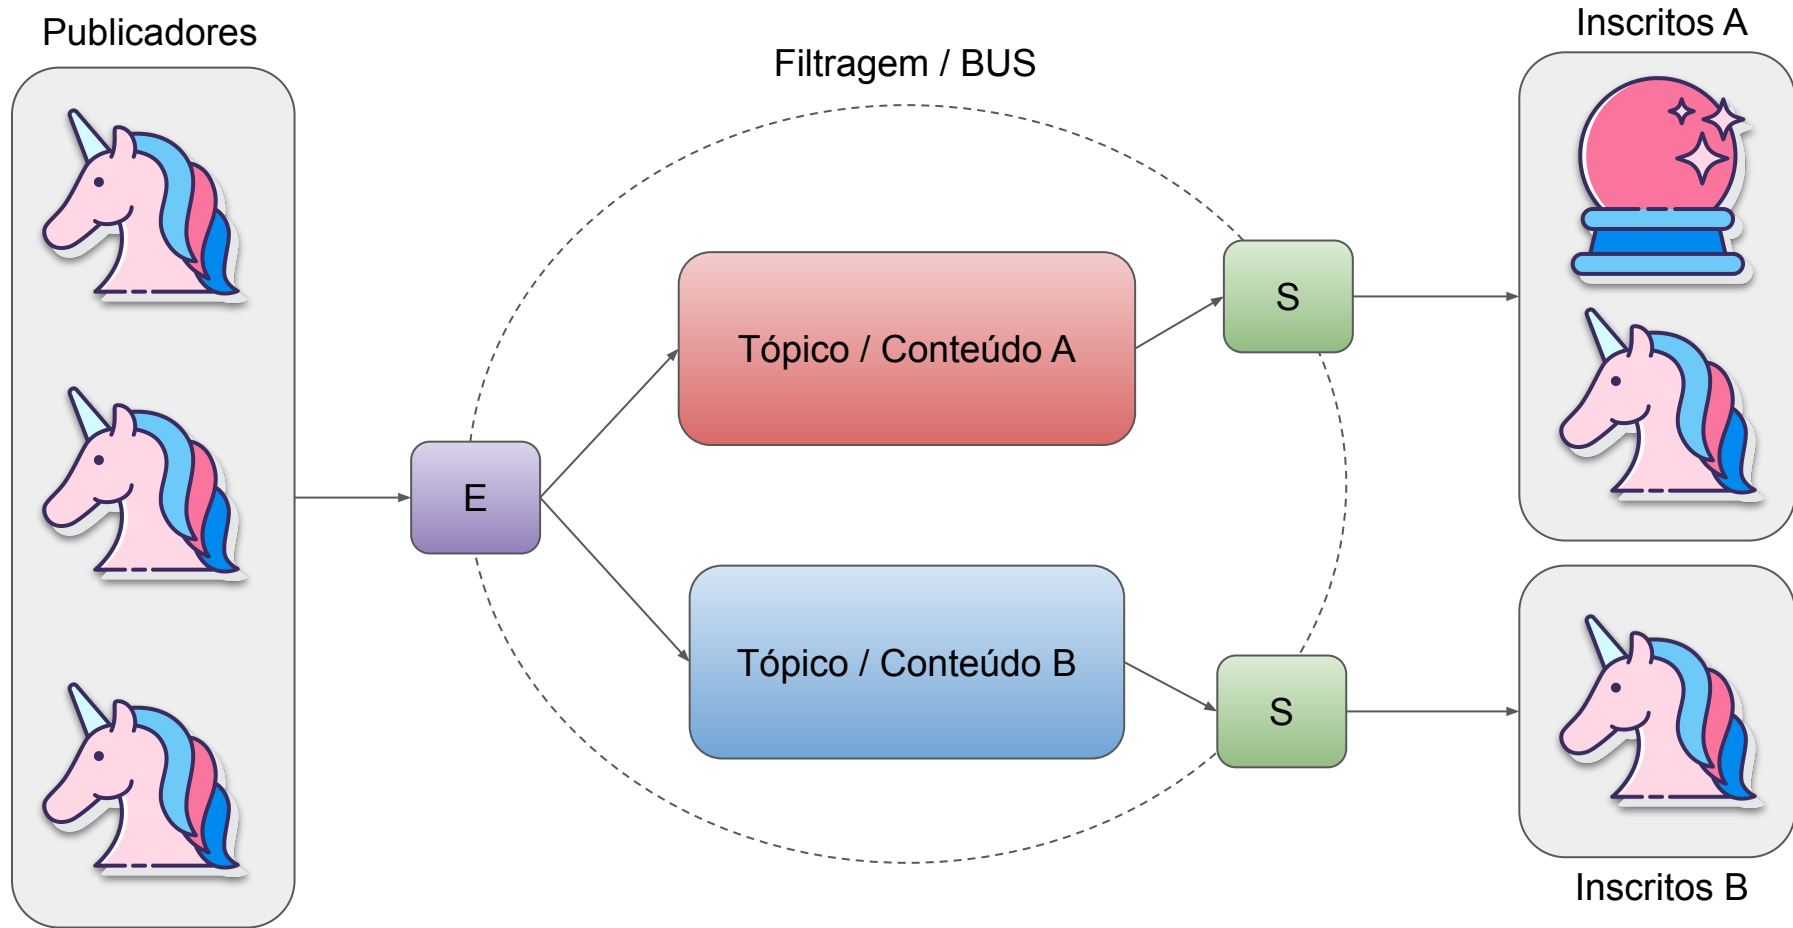 Publicadores
Filtragem / BUS
Inscritos A
Tópico / Conteúdo A
S
E
Tópico / Conteúdo B
S
Inscritos B